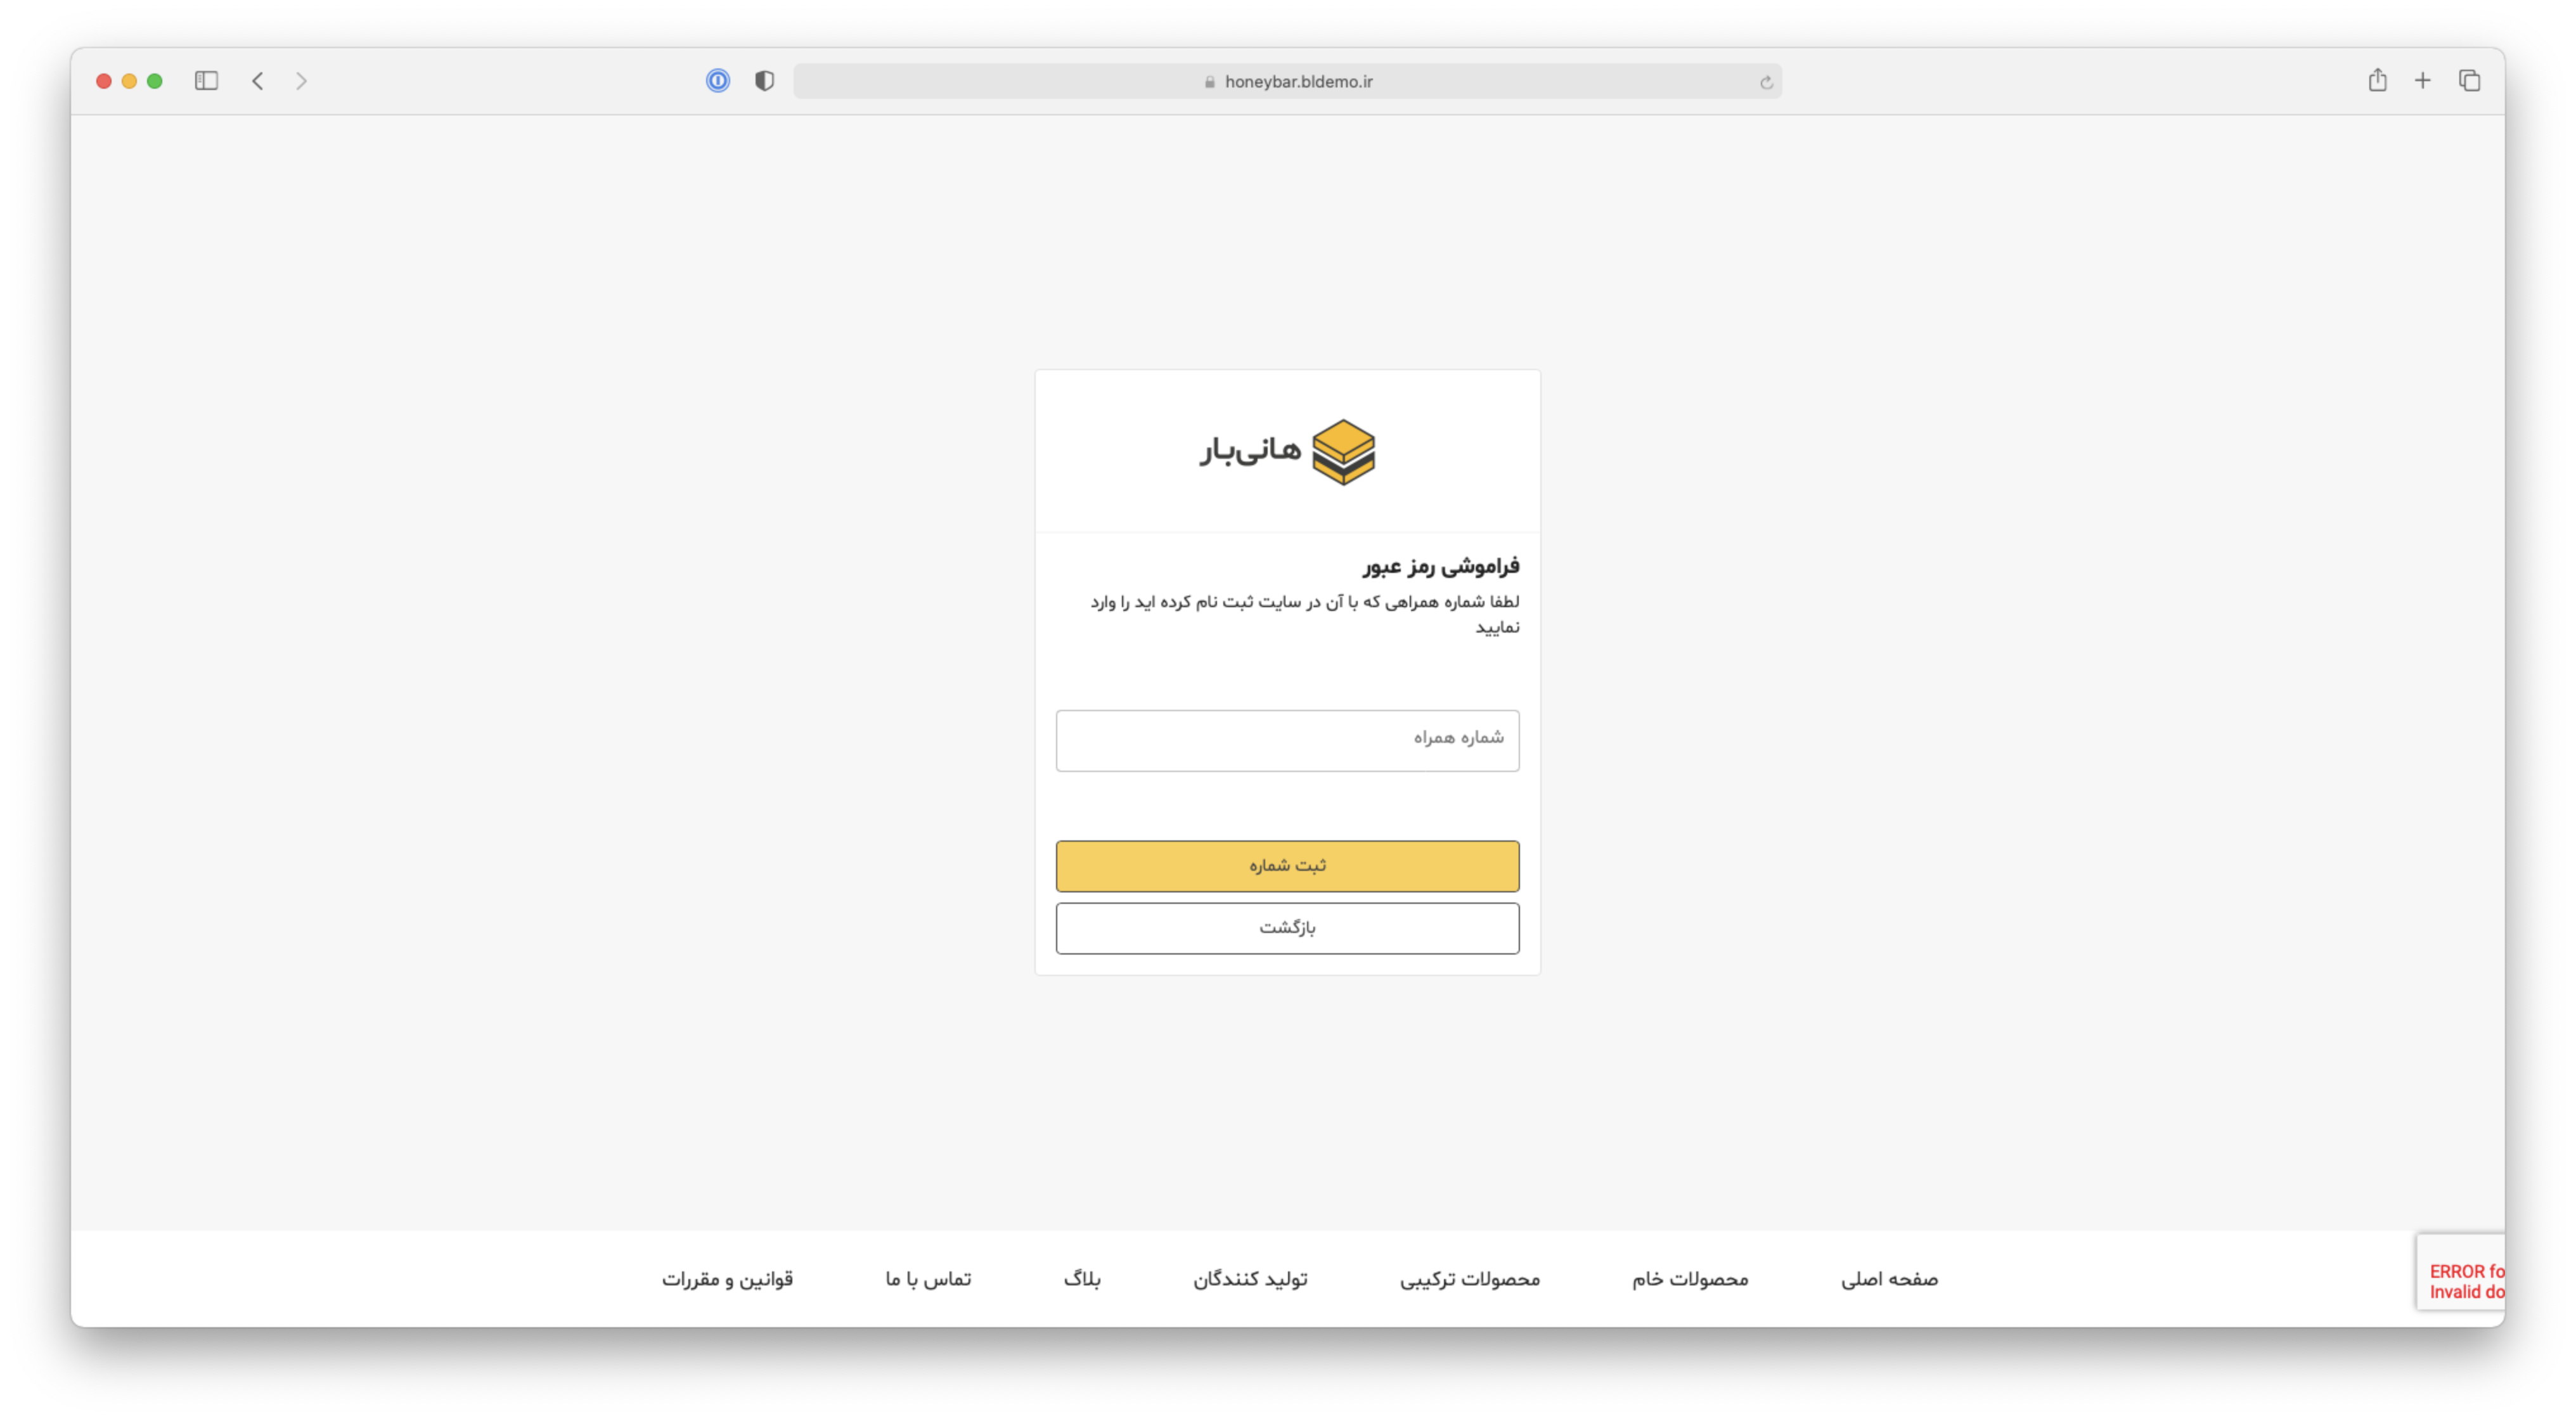 honeybar.bldemo.ir
هانی‌بار
فراموشی رمز عبور
لطفا شماره همراهی که با آن در سایت ثبت نام کرده اید را وارد
نمایید
شماره همراه
ثبت شماره
بازگشت
صفحه اصلی محصولات خام محصولات ترکیبی تولید کنندگان بلاگ تماس با ما قوانین و مقررات
ERROR fo
Invalid do